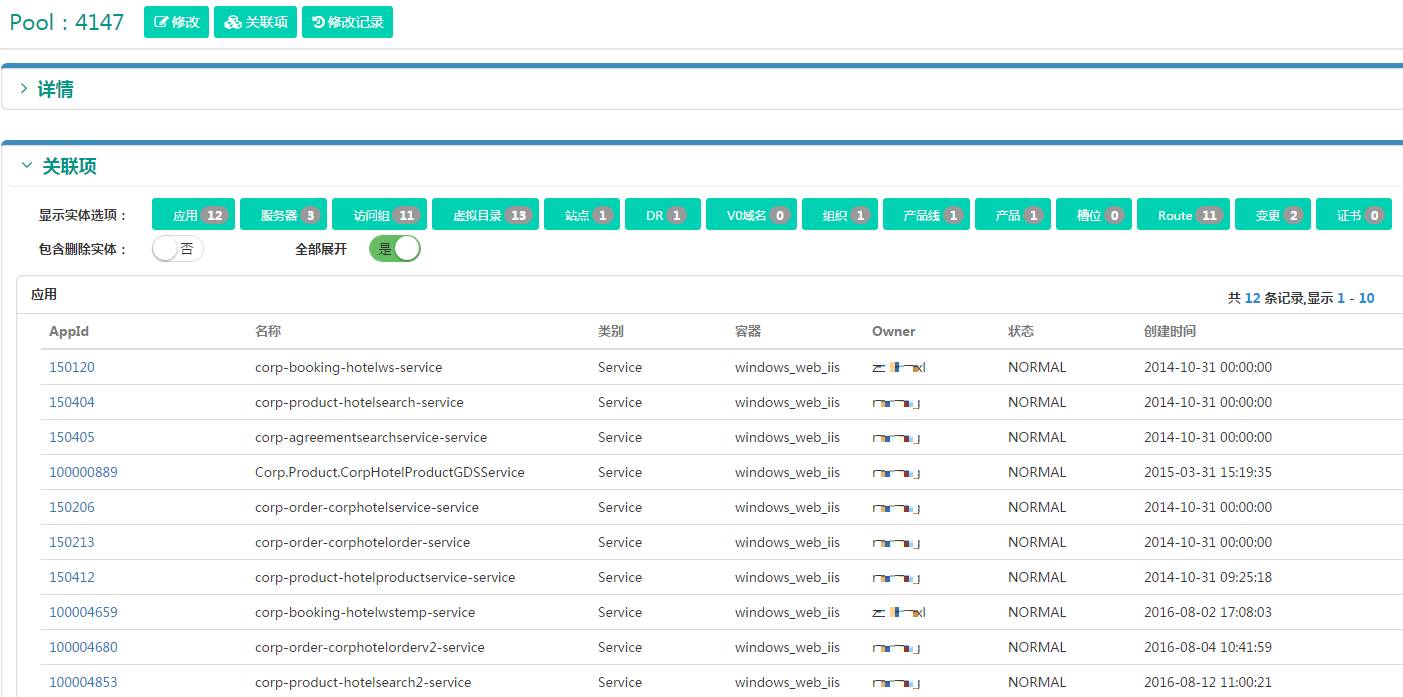 Pool : 4147 修改 关联项 修改记录
详情
关联项
显示实体选项： 应用 12 服务器 3 访问组 11 虚拟目录 13 站点 1 DR 1 V0域名 0 组织 1 产品线 1 产品 1 槽位 0 Route 11 变更 2 证书 0
包含删除实体： 否 全部展开 是
应用 共 12 条记录,显示 1 - 10
AppId 名称 类别 容器 Owner 状态 创建时间
150120 corp-booking-hotelws-service Service windows_web_iis NORMAL 2014-10-31 00:00:00
150404 corp-product-hotelsearch-service Service windows_web_iis NORMAL 2014-10-31 00:00:00
150405 corp-agreementsearchservice-service Service windows_web_iis NORMAL 2014-10-31 00:00:00
100000889 Corp.Product.CorpHotelProductGDSService Service windows_web_iis NORMAL 2015-03-31 15:19:35
150206 corp-order-corphotelservice-service Service windows_web_iis NORMAL 2014-10-31 00:00:00
150213 corp-order-corphotelorder-service Service windows_web_iis NORMAL 2014-10-31 00:00:00
150412 corp-product-hotelproductservice-service Service windows_web_iis NORMAL 2014-10-31 09:25:18
100004659 corp-booking-hotelwstemp-service Service windows_web_iis NORMAL 2016-08-02 17:08:03
100004680 corp-order-corphotelorderv2-service Service windows_web_iis NORMAL 2016-08-04 10:41:59
100004853 corp-product-hotelsearch2-service Service windows_web_iis NORMAL 2016-08-12 11:00:21